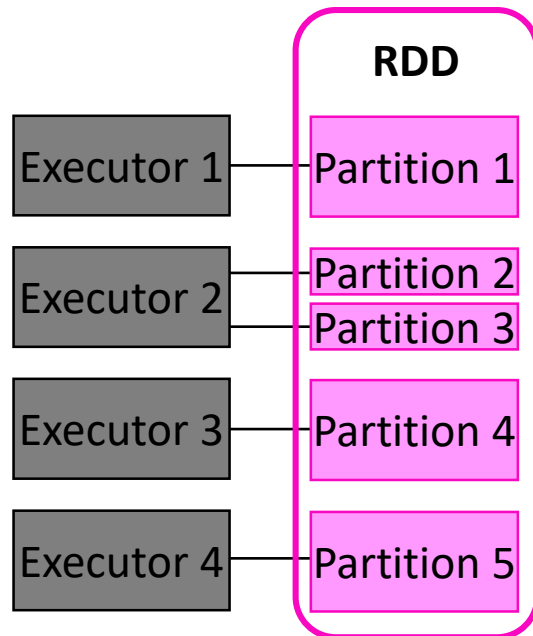 RDD
Executor 1
Partition 1
Executor 2
Partition 2
Partition 3
Executor 3
Partition 4
Executor 4
Partition 5